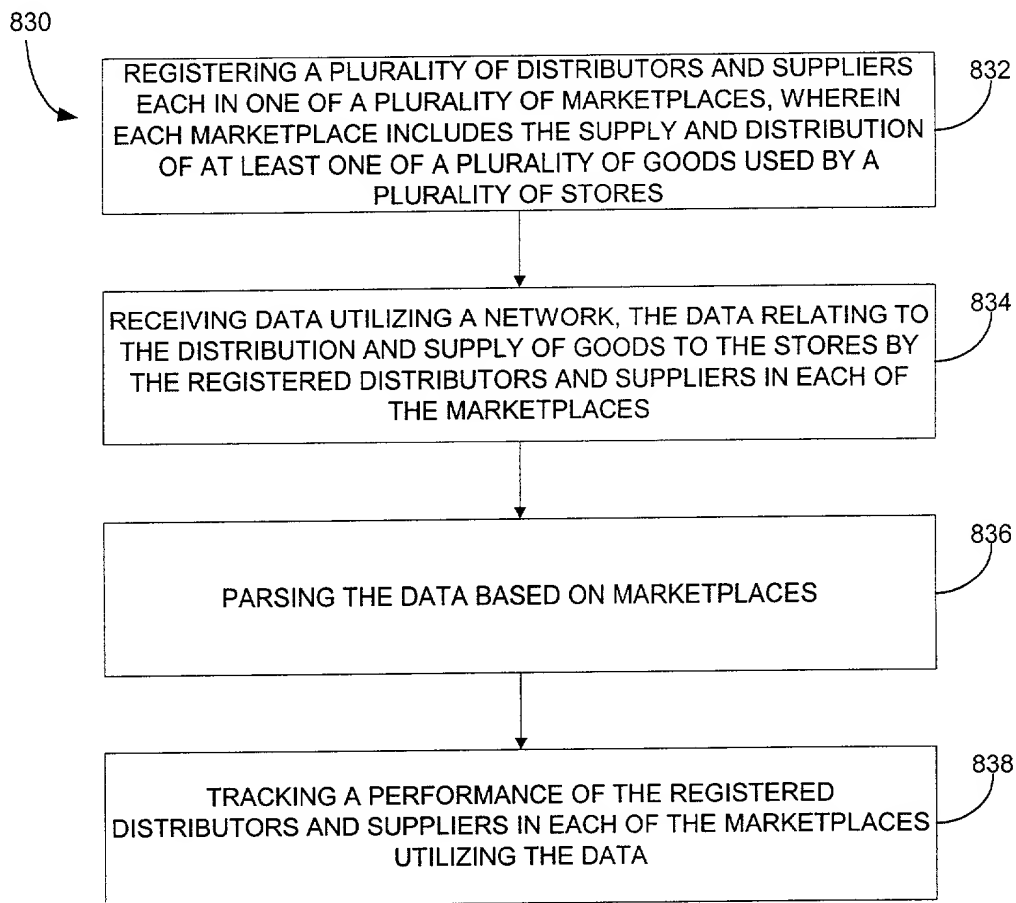 830
REGISTERING A PLURALITY OF DISTRIBUTORS AND SUPPLIERS
EACH IN ONE OF A PLURALITY OF MARKETPLACES, WHEREIN
EACH MARKETPLACE INCLUDES THE SUPPLY AND DISTRIBUTION
OF AT LEAST ONE OF A PLURALITY OF GOODS USED BY A
PLURALITY OF STORES
832
RECEIVING DATA UTILIZING A NETWORK, THE DATA RELATING TO
THE DISTRIBUTION AND SUPPLY OF GOODS TO THE STORES BY
THE REGISTERED DISTRIBUTORS AND SUPPLIERS IN EACH OF
THE MARKETPLACES
834
PARSING THE DATA BASED ON MARKETPLACES
836
TRACKING A PERFORMANCE OF THE REGISTERED
DISTRIBUTORS AND SUPPLIERS IN EACH OF THE MARKETPLACES
UTILIZING THE DATA
838